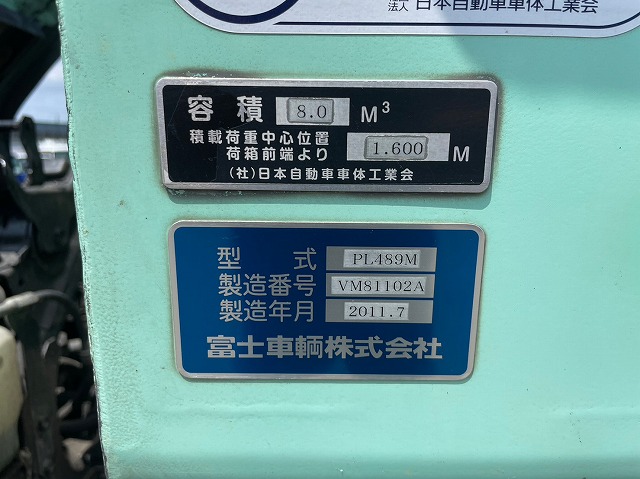 法人 日本自動車車体工業会
容積 8.0 M³
積載荷重中心位置
荷箱前端より 1.600 M
(社)日本自動車車体工業会
型式 PL489M
製造番号 VM81102A
製造年月 2011.7
富士車輌株式会社